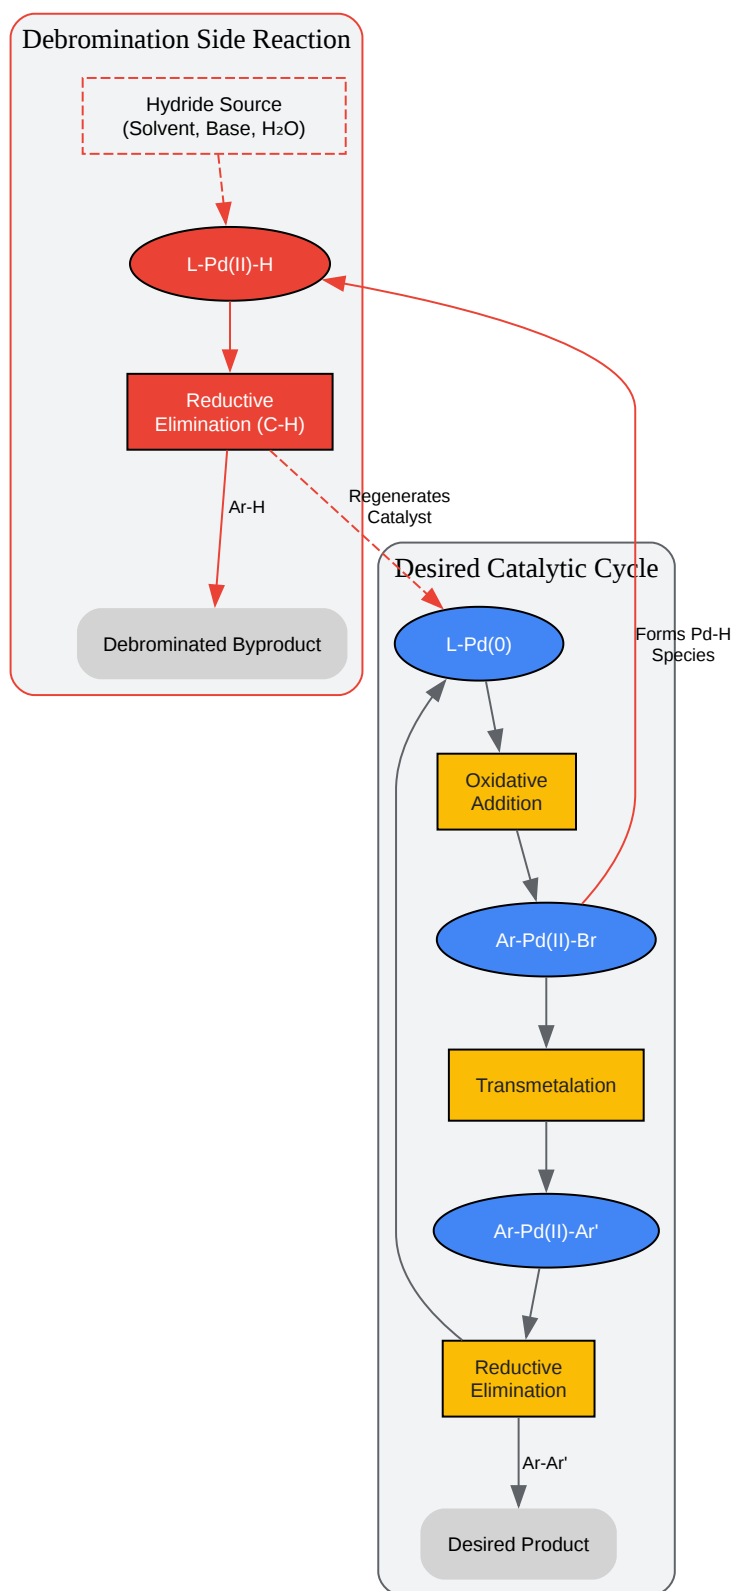 Debromination Side Reaction
Hydride Source
(Solvent, Base, H₂O)
L-Pd(II)-H
Reductive
Elimination (C-H)
Ar-H
Regenerates
Catalyst
Debrominated Byproduct
Desired Catalytic Cycle
L-Pd(0)
Forms Pd-H
Species
Oxidative
Addition
Ar-Pd(II)-Br
Transmetalation
Ar-Pd(II)-Ar'
Reductive
Elimination
Ar-Ar'
Desired Product